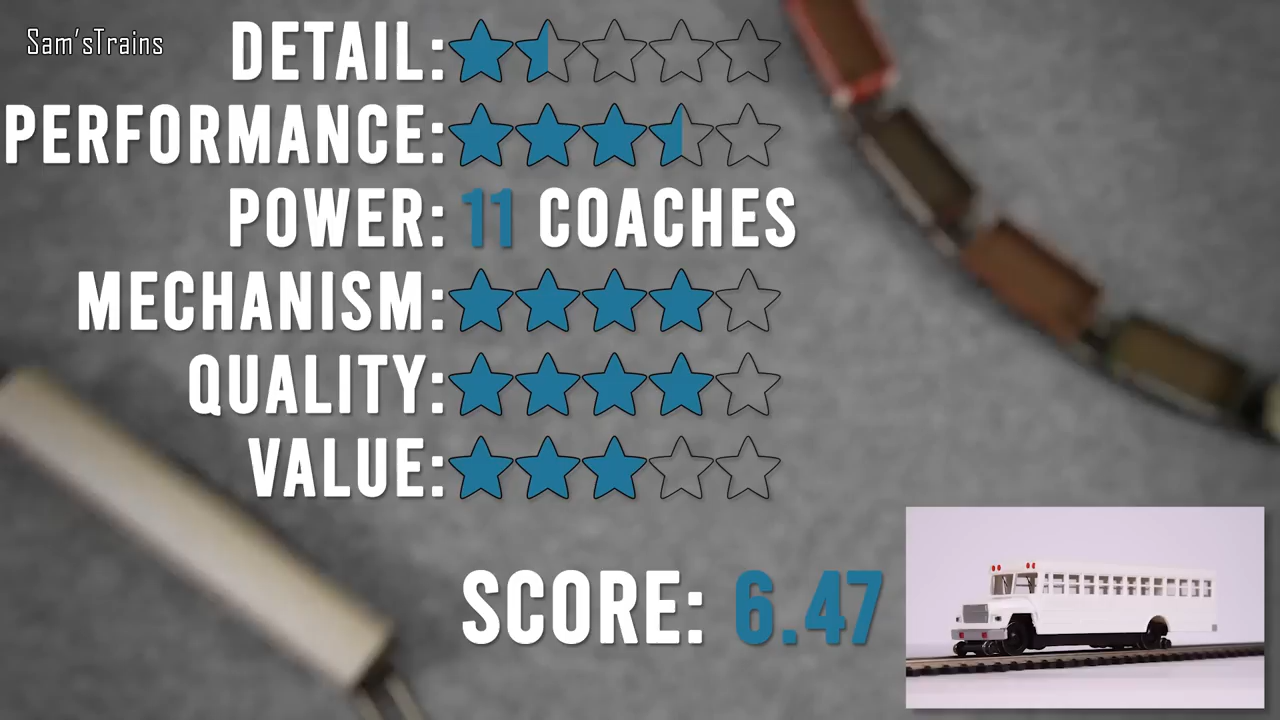 Sam'sTrains
DETAIL:
PERFORMANCE:
POWER: 11 COACHES
MECHANISM:
QUALITY:
VALUE:
SCORE: 6.47